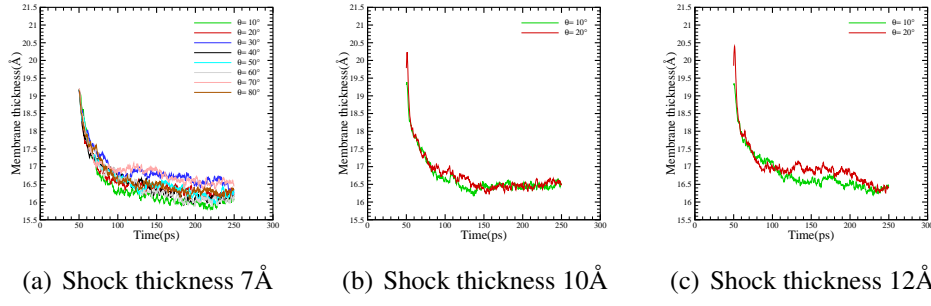 21.5
21
20.5
20
19.5
19
18.5
18
17.5
17
16.5
16
15.5
0 50 100 150 200 250 300
Membrane thickness(Å)
Time(ps)
θ= 10°
θ= 20°
θ= 30°
θ= 40°
θ= 50°
θ= 60°
θ= 70°
θ= 80°
(a) Shock thickness 7Å
21.5
21
20.5
20
19.5
19
18.5
18
17.5
17
16.5
16
15.5
0 50 100 150 200 250 300
Membrane thickness(Å)
Time(ps)
θ= 10°
θ= 20°
(b) Shock thickness 10Å
21.5
21
20.5
20
19.5
19
18.5
18
17.5
17
16.5
16
15.5
0 50 100 150 200 250 300
Membrane thickness(Å)
Time(ps)
θ= 10°
θ= 20°
(c) Shock thickness 12Å